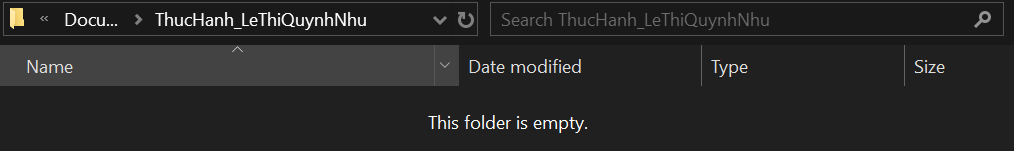 Docu... ThucHanh_LeThiQuynhNhu Search ThucHanh_LeThiQuynhNhu
Name Date modified Type Size
This folder is empty.